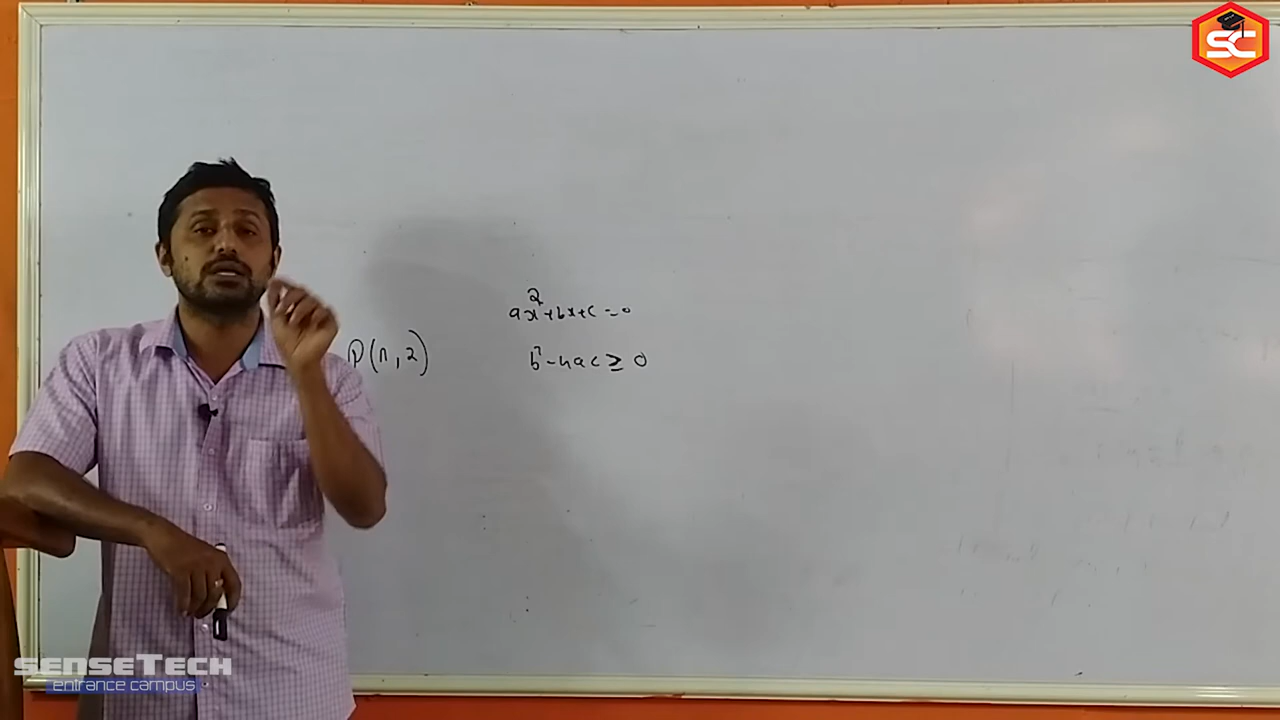 SC
ax²+bx+c=0
P(n,2)
b²-4ac≥0
SENSETECH
entrance campus